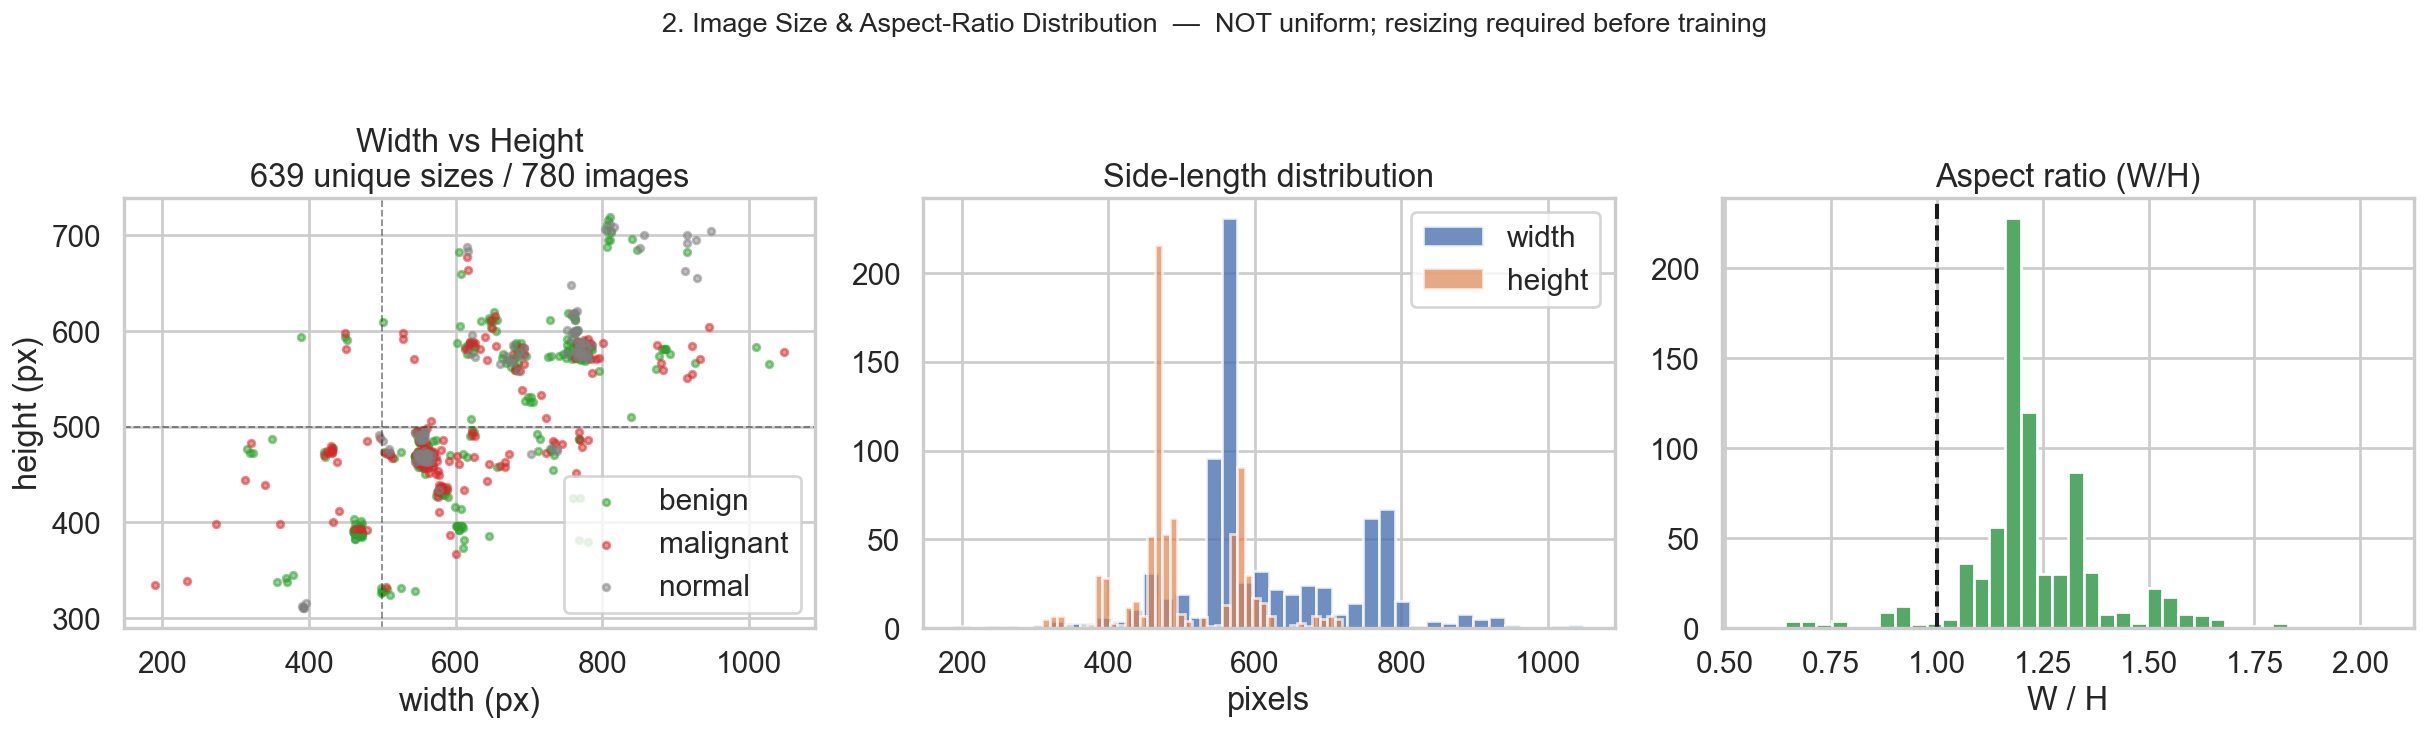 2. Image Size & Aspect-Ratio Distribution — NOT uniform; resizing required before training
Width vs Height
639 unique sizes / 780 images
height (px)
700
600
500
400
300
benign
malignant
normal
200 400 600 800 1000
width (px)
Side-length distribution
width
height
200
150
100
50
0
200 400 600 800 1000
pixels
Aspect ratio (W/H)
200
150
100
50
0
0.50 0.75 1.00 1.25 1.50 1.75 2.00
W / H